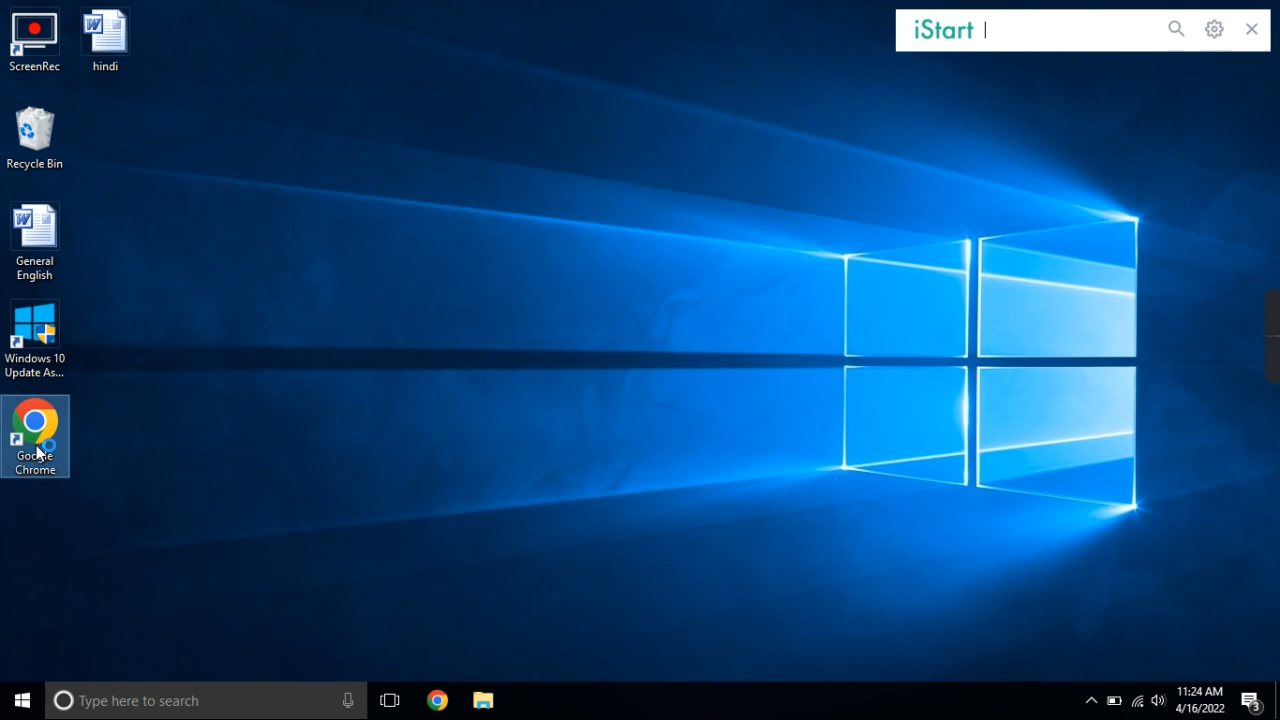 ScreenRec
hindi
iStart
Recycle Bin
General
English
Windows 10
Update As...
Google
Chrome
Type here to search
11:24 AM
4/16/2022
3